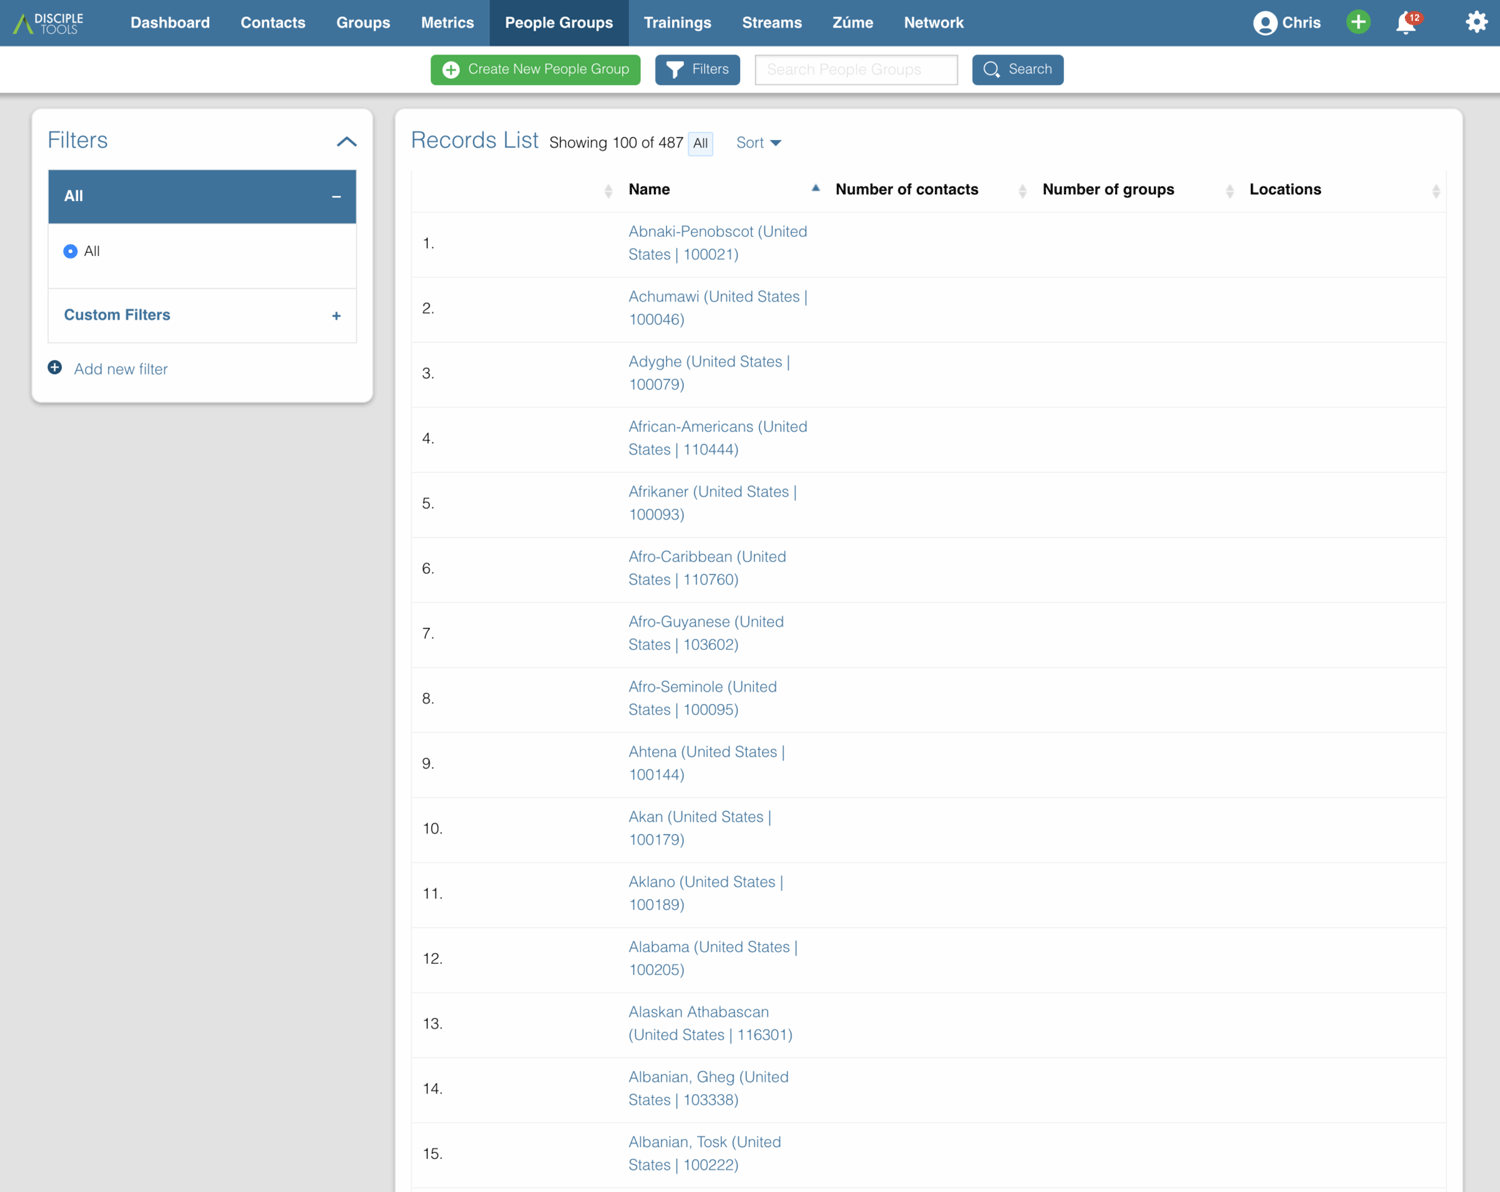 DISCIPLE
TOOLS
Dashboard
Contacts
Groups
Metrics
People Groups
Trainings
Streams
Zúme
Network
Chris
12
Create New People Group
Filters
Search People Groups
Search
Filters
All
–
All
Custom Filters
+
Add new filter
Records List
Showing 100 of 487
All
Sort
Name
Number of contacts
Number of groups
Locations
1.
Abnaki-Penobscot (United
States | 100021)
2.
Achumawi (United States |
100046)
3.
Adyghe (United States |
100079)
4.
African-Americans (United
States | 110444)
5.
Afrikaner (United States |
100093)
6.
Afro-Caribbean (United
States | 110760)
7.
Afro-Guyanese (United
States | 103602)
8.
Afro-Seminole (United
States | 100095)
9.
Ahtena (United States |
100144)
10.
Akan (United States |
100179)
11.
Aklano (United States |
100189)
12.
Alabama (United States |
100205)
13.
Alaskan Athabascan
(United States | 116301)
14.
Albanian, Gheg (United
States | 103338)
15.
Albanian, Tosk (United
States | 100222)